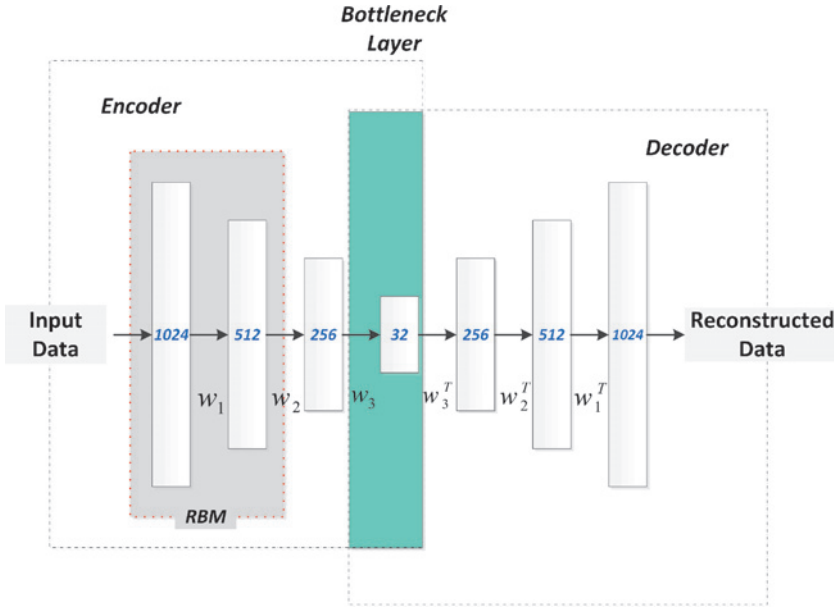 Bottleneck
Layer
Encoder
Decoder
Input
Data
1024
512
256
32
256
512
1024
Reconstructed
Data
w₁
w₂
w₃
w₃ᵀ
w₂ᵀ
w₁ᵀ
RBM